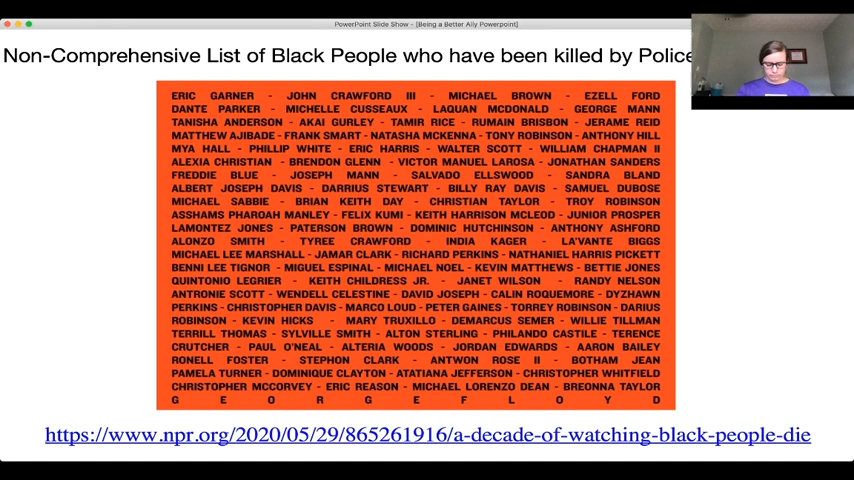 PowerPoint Slide Show - [Being a Better Ally Powerpoint]
Non-Comprehensive List of Black People who have been killed by Police
ERIC GARNER - JOHN CRAWFORD III - MICHAEL BROWN - EZELL FORD
DANTE PARKER - MICHELLE CUSSEAUX - LAQUAN MCDONALD - GEORGE MANN
TANISHA ANDERSON - AKAI GURLEY - TAMIR RICE - RUMAIN BRISBON - JERAME REID
MATTHEW AJIBADE - FRANK SMART - NATASHA MCKENNA - TONY ROBINSON - ANTHONY HILL
MYA HALL - PHILLIP WHITE - ERIC HARRIS - WALTER SCOTT - WILLIAM CHAPMAN II
ALEXIA CHRISTIAN - BRENDON GLENN - VICTOR MANUEL LAROSA - JONATHAN SANDERS
FREDDIE BLUE - JOSEPH MANN - SALVADO ELLSWOOD - SANDRA BLAND
ALBERT JOSEPH DAVIS - DARRIUS STEWART - BILLY RAY DAVIS - SAMUEL DUBOSE
MICHAEL SABBIE - BRIAN KEITH DAY - CHRISTIAN TAYLOR - TROY ROBINSON
ASSHAMS PHAROAH MANLEY - FELIX KUMI - KEITH HARRISON MCLEOD - JUNIOR PROSPER
LAMONTEZ JONES - PATERSON BROWN - DOMINIC HUTCHINSON - ANTHONY ASHFORD
ALONZO SMITH - TYREE CRAWFORD - INDIA KAGER - LA'VANTE BIGGS
MICHAEL LEE MARSHALL - JAMAR CLARK - RICHARD PERKINS - NATHANIEL HARRIS PICKETT
BENNI LEE TIGNOR - MIGUEL ESPINAL - MICHAEL NOEL - KEVIN MATTHEWS - BETTIE JONES
QUINTONIO LEGRIER - KEITH CHILDRESS JR. - JANET WILSON - RANDY NELSON
ANTRONIE SCOTT - WENDELL CELESTINE - DAVID JOSEPH - CALIN ROQUEMORE - DYZHAWN
PERKINS - CHRISTOPHER DAVIS - MARCO LOUD - PETER GAINES - TORREY ROBINSON - DARIUS
ROBINSON - KEVIN HICKS - MARY TRUXILLO - DEMARCUS SEMER - WILLIE TILLMAN
TERRILL THOMAS - SYLVILLE SMITH - ALTON STERLING - PHILANDO CASTILE - TERENCE
CRUTCHER - PAUL O'NEAL - ALTERIA WOODS - JORDAN EDWARDS - AARON BAILEY
RONELL FOSTER - STEPHON CLARK - ANTWON ROSE II - BOTHAM JEAN
PAMELA TURNER - DOMINIQUE CLAYTON - ATATIANA JEFFERSON - CHRISTOPHER WHITFIELD
CHRISTOPHER MCCORVEY - ERIC REASON - MICHAEL LORENZO DEAN - BREONNA TAYLOR
G E O R G E F L O Y D
https://www.npr.org/2020/05/29/865261916/a-decade-of-watching-black-people-die